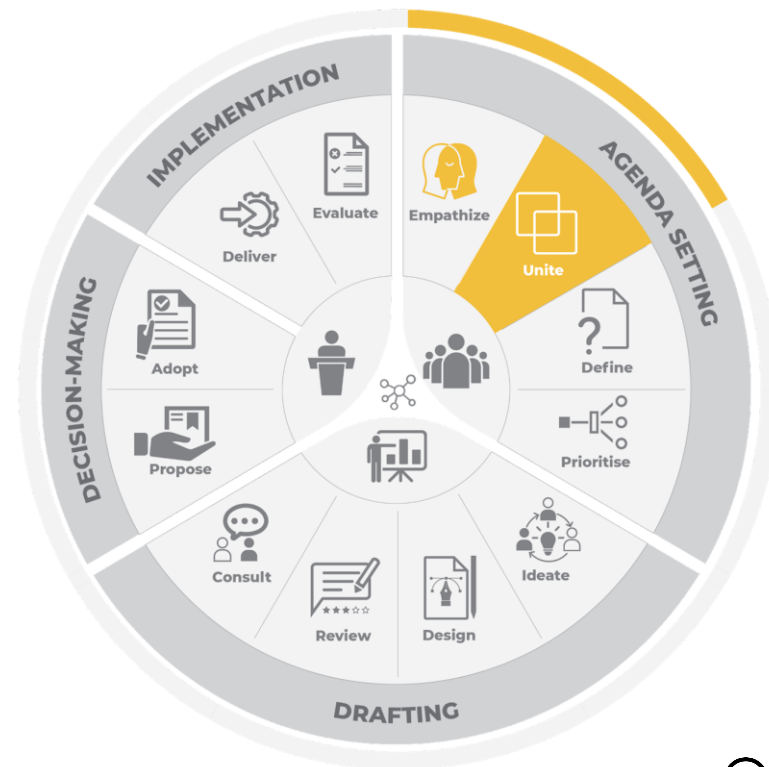 IMPLEMENTATION
AGENDA SETTING
Evaluate
Empathize
Deliver
Unite
DECISION-MAKING
Adopt
Define
Propose
Prioritise
Consult
Ideate
Review
Design
DRAFTING